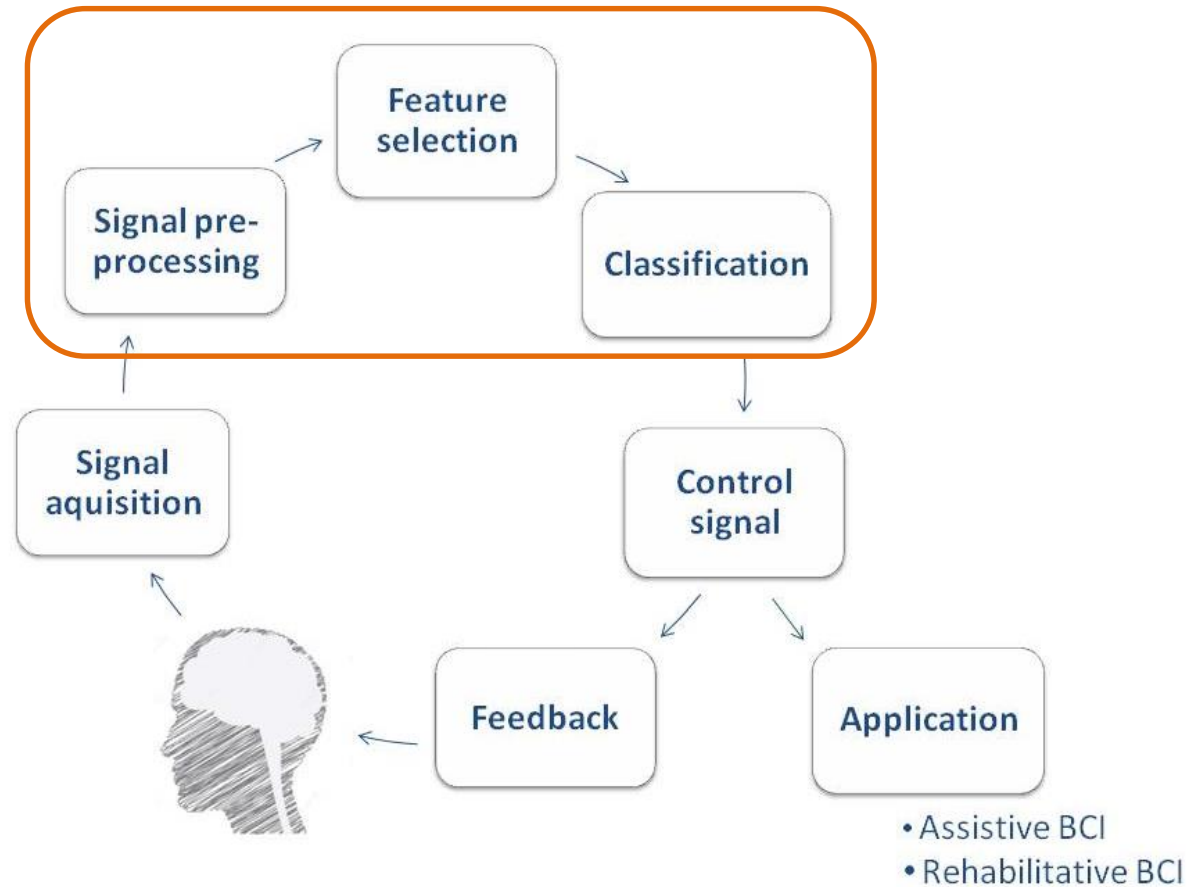 Feature
selection
Signal pre-
processing
Classification
Signal
aquisition
Control
signal
Feedback
Application
• Assistive BCI
• Rehabilitative BCI